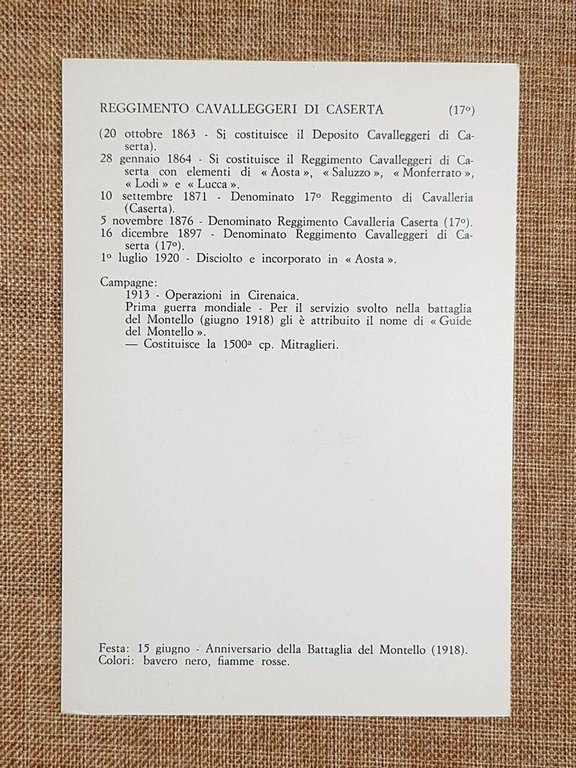 REGGIMENTO CAVALLEGGERI DI CASERTA (17º)
(20 ottobre 1863 - Si costituisce il Deposito Cavalleggeri di Ca-
serta).
28 gennaio 1864 - Si costituisce il Reggimento Cavalleggeri di Ca-
serta con elementi di « Aosta », « Saluzzo », « Monferrato »,
« Lodi » e « Lucca ».
10 settembre 1871 - Denominato 17º Reggimento di Cavalleria
(Caserta).
5 novembre 1876 - Denominato Reggimento Cavalleria Caserta (17º).
16 dicembre 1897 - Denominato Reggimento Cavalleggeri di Ca-
serta (17º).
1º luglio 1920 - Disciolto e incorporato in « Aosta ».
Campagne:
1913 - Operazioni in Cirenaica.
Prima guerra mondiale - Per il servizio svolto nella battaglia
del Montello (giugno 1918) gli è attribuito il nome di « Guide
del Montello ».
— Costituisce la 1500ª cp. Mitraglieri.
Festa: 15 giugno - Anniversario della Battaglia del Montello (1918).
Colori: bavero nero, fiamme rosse.